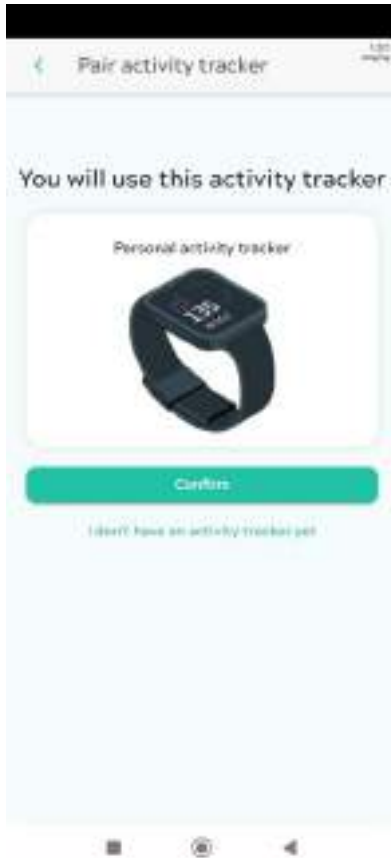 Pair activity tracker
You will use this activity tracker
Personal activity tracker
Confirm
I don't have an activity tracker yet